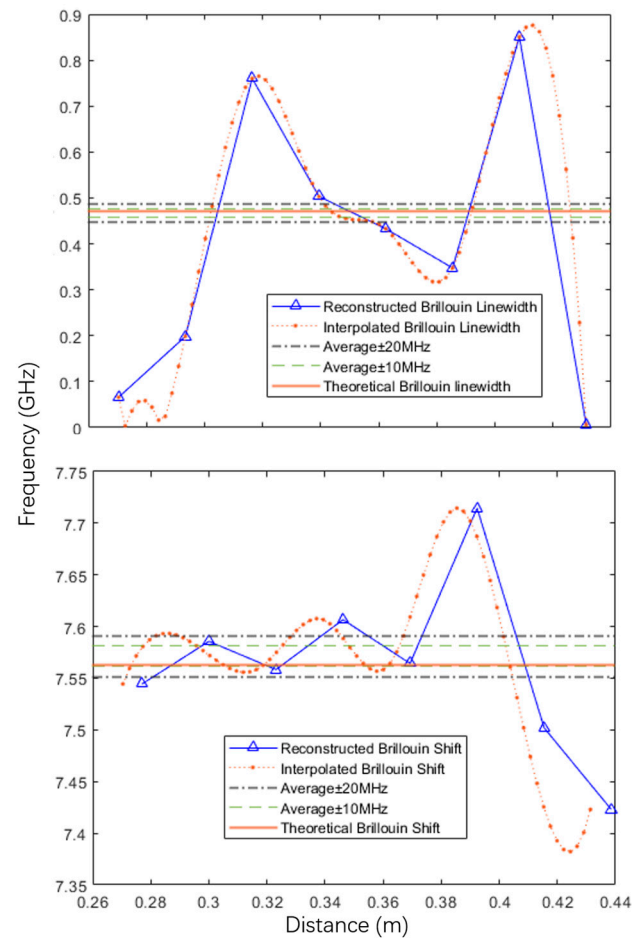 0.9
0.8
0.7
0.6
0.5
0.4
0.3
0.2
0.1
0
Reconstructed Brillouin Linewidth
Interpolated Brillouin Linewidth
Average±20MHz
Average±10MHz
Theoretical Brillouin linewidth
Frequency (GHz)
7.75
7.7
7.65
7.6
7.55
7.5
7.45
7.4
7.35
Reconstructed Brillouin Shift
Interpolated Brillouin Shift
Average±20MHz
Average±10MHz
Theoretical Brillouin Shift
0.26 0.28 0.3 0.32 0.34 0.36 0.38 0.4 0.42 0.44
Distance (m)